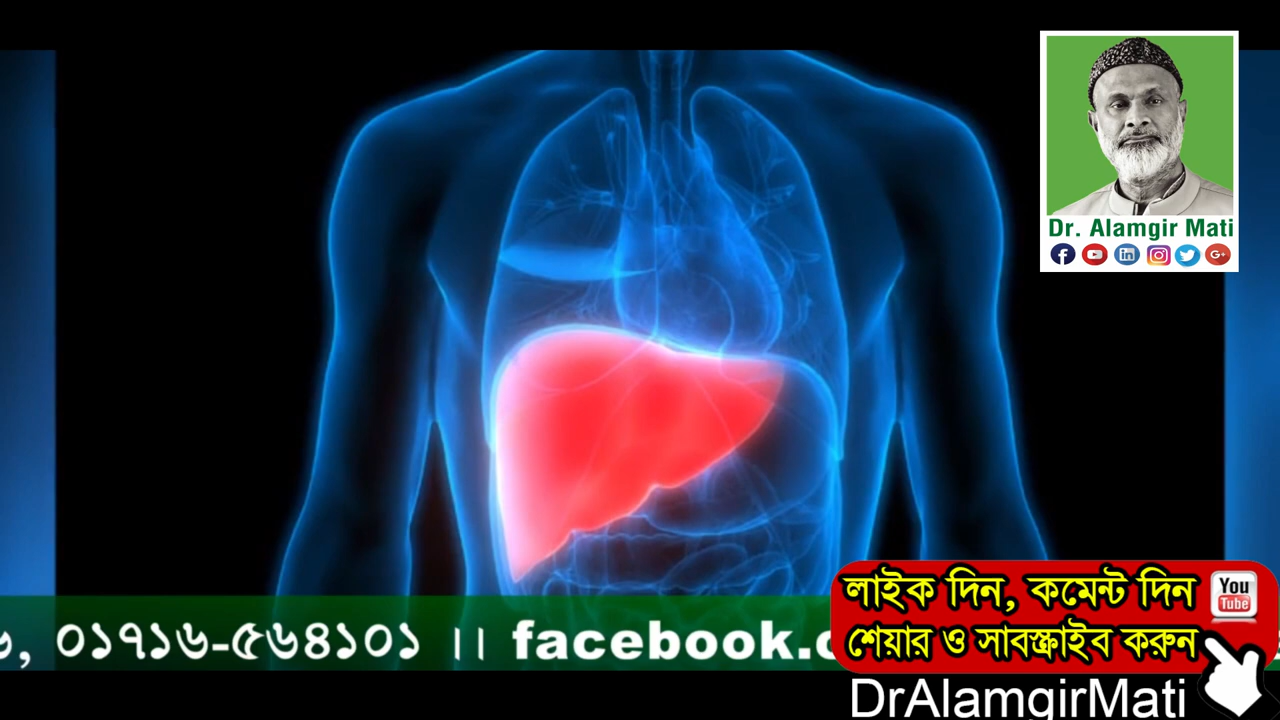 Dr. Alamgir Mati
লাইক দিন, কমেন্ট দিন
You
Tube
শেয়ার ও সাবস্ক্রাইব করুন
০১৭১৬-৫৬৪১০১ ।। facebook.c
DrAlamgirMati